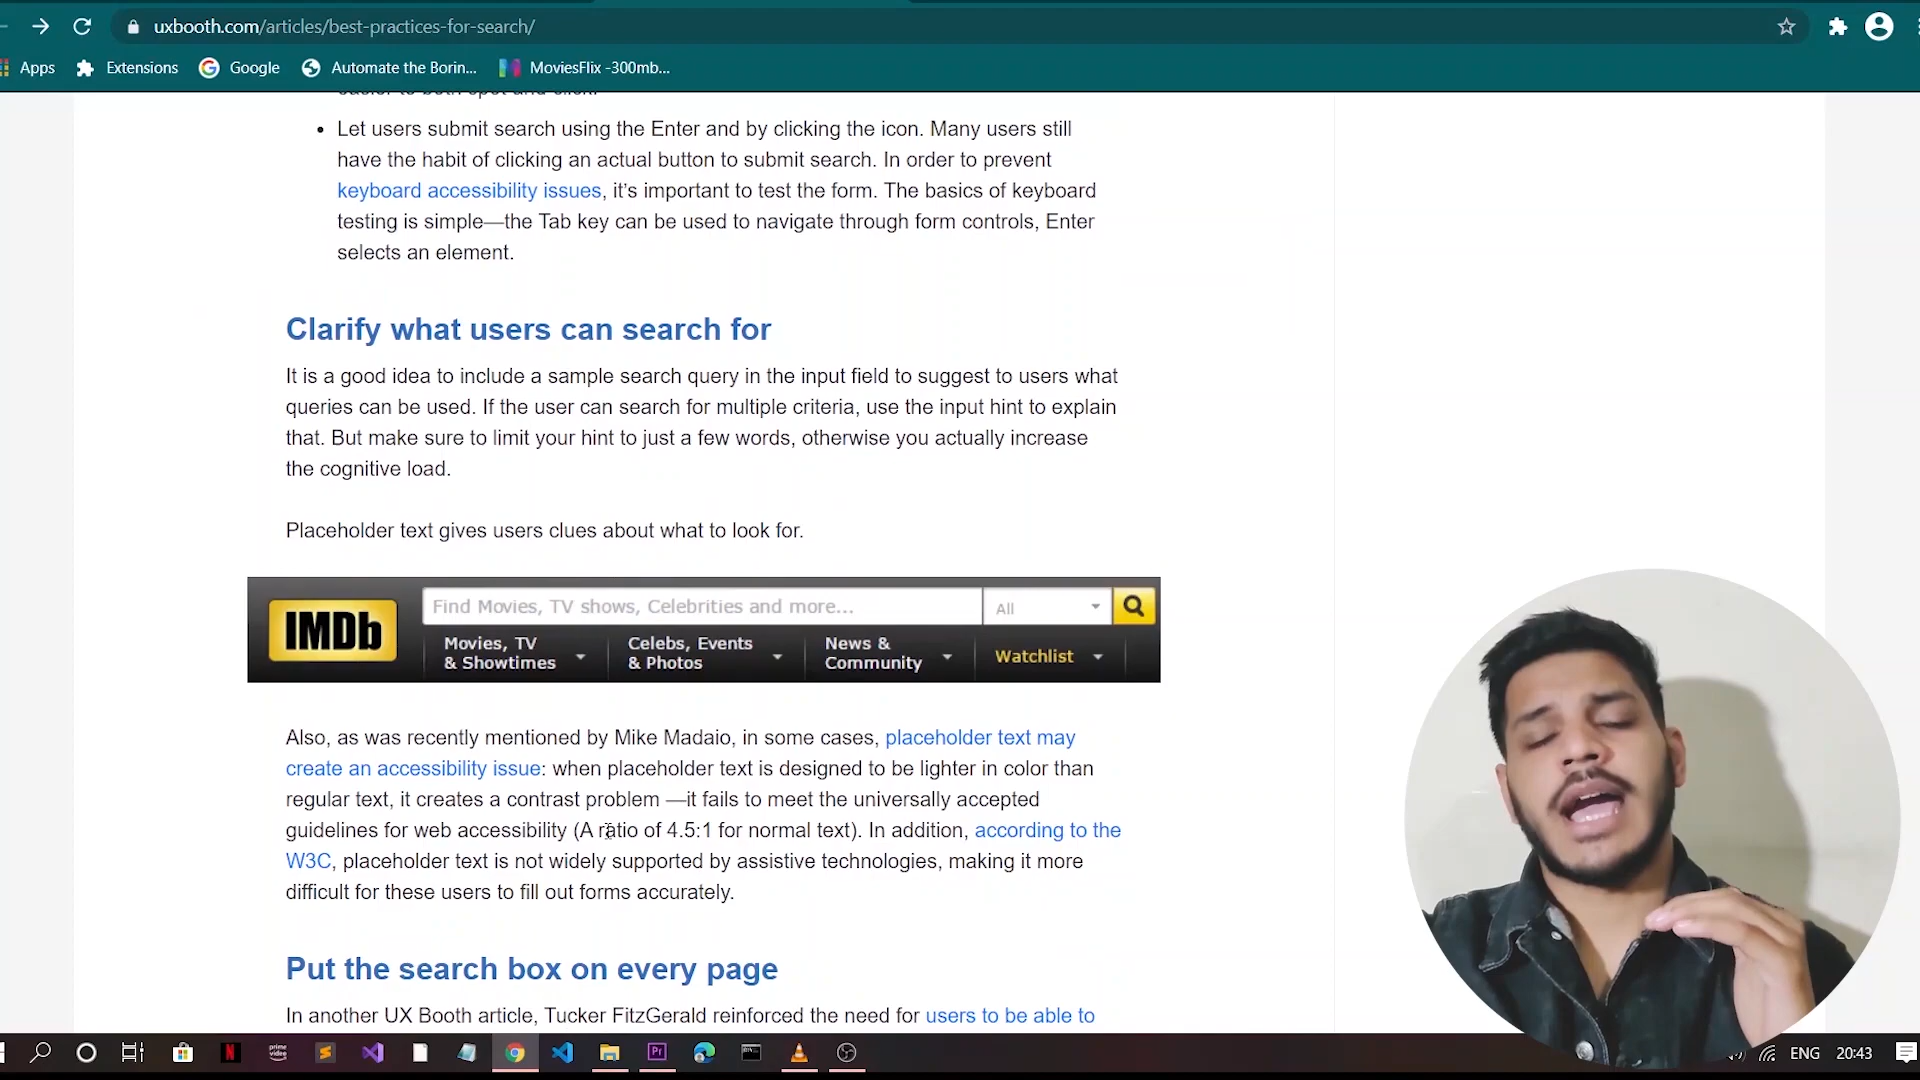 uxbooth.com/articles/best-practices-for-search/
Apps Extensions Google Automate the Borin... MoviesFlix -300mb...
easier to both spot and click.
• Let users submit search using the Enter and by clicking the icon. Many users still
have the habit of clicking an actual button to submit search. In order to prevent
keyboard accessibility issues, it’s important to test the form. The basics of keyboard
testing is simple—the Tab key can be used to navigate through form controls, Enter
selects an element.
Clarify what users can search for
It is a good idea to include a sample search query in the input field to suggest to users what
queries can be used. If the user can search for multiple criteria, use the input hint to explain
that. But make sure to limit your hint to just a few words, otherwise you actually increase
the cognitive load.
Placeholder text gives users clues about what to look for.
IMDb
Find Movies, TV shows, Celebrities and more... All
Movies, TV
& Showtimes
Celebs, Events
& Photos
News &
Community
Watchlist
Also, as was recently mentioned by Mike Madaio, in some cases, placeholder text may
create an accessibility issue: when placeholder text is designed to be lighter in color than
regular text, it creates a contrast problem —it fails to meet the universally accepted
guidelines for web accessibility (A ratio of 4.5:1 for normal text). In addition, according to the
W3C, placeholder text is not widely supported by assistive technologies, making it more
difficult for these users to fill out forms accurately.
Put the search box on every page
In another UX Booth article, Tucker FitzGerald reinforced the need for users to be able to
N prime video Pr ENG 20:43